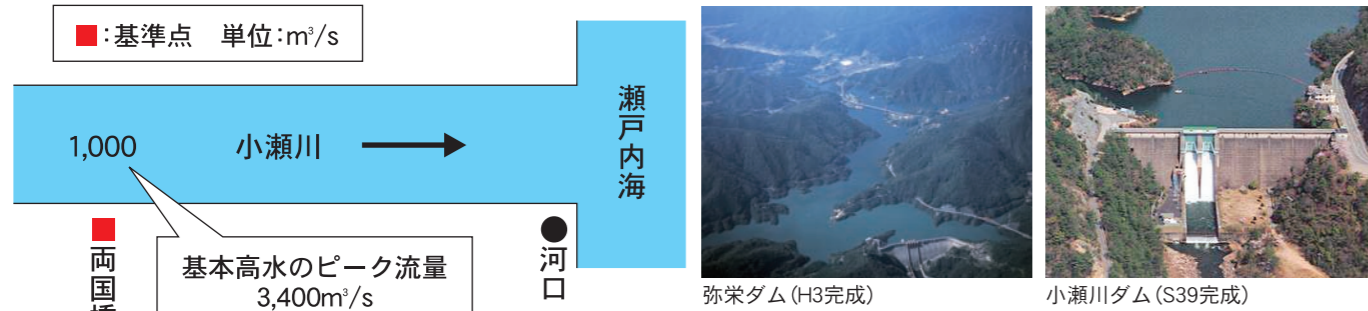 ■:基準点　単位:m³/s
1,000
小瀬川
瀬戸内海
両国橋
河口
基本高水のピーク流量
3,400m³/s
弥栄ダム(H3完成)
小瀬川ダム(S39完成)